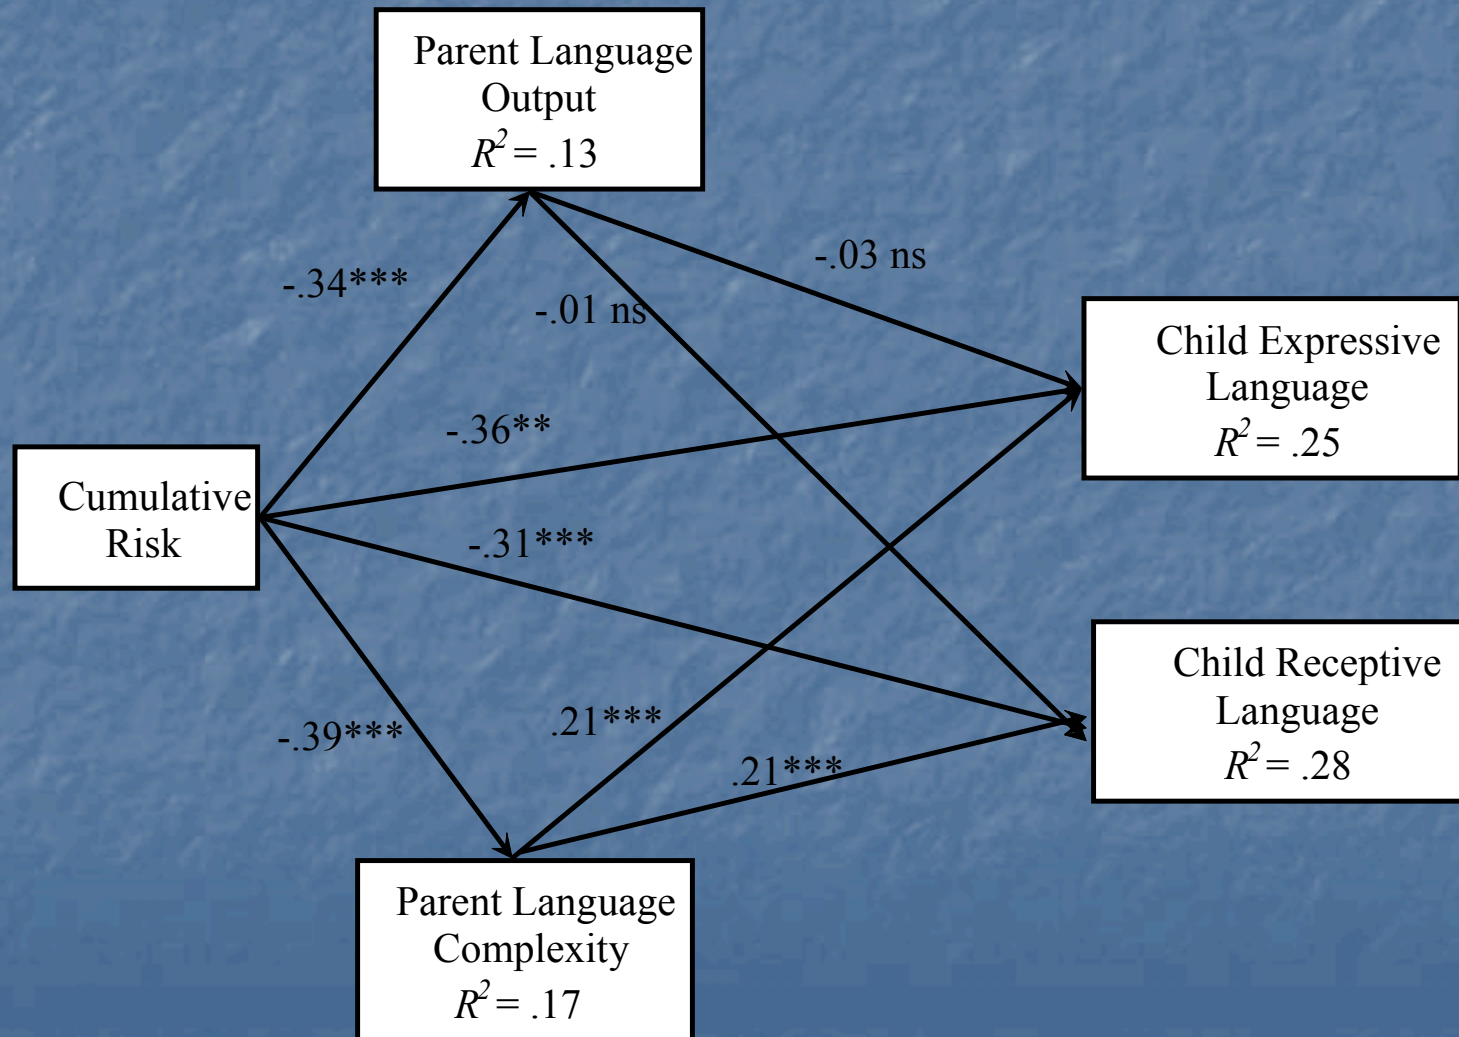 Parent Language
Output
R² = .13
-.34***
-.03 ns
-.01 ns
Child Expressive
Language
R² = .25
-.36**
Cumulative
Risk
-.31***
Child Receptive
Language
R² = .28
-.39***
.21***
.21***
Parent Language
Complexity
R² = .17